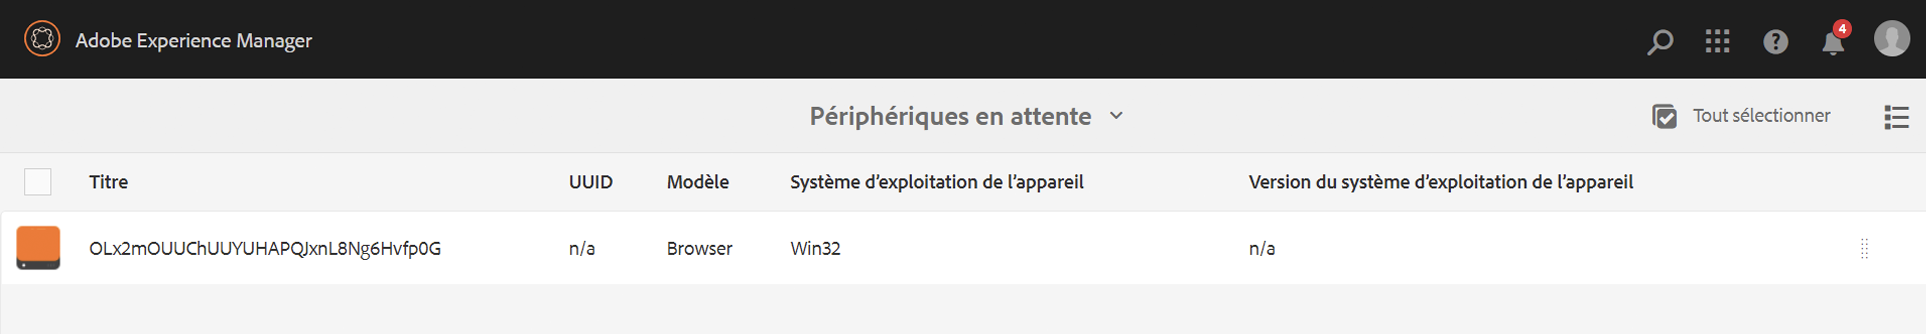 Adobe Experience Manager
4
Périphériques en attente
Tout sélectionner
Titre UUID Modèle Système d’exploitation de l’appareil Version du système d’exploitation de l’appareil
OLx2mOUUChUUYUHAPQJxnL8Ng6Hvfp0G n/a Browser Win32 n/a